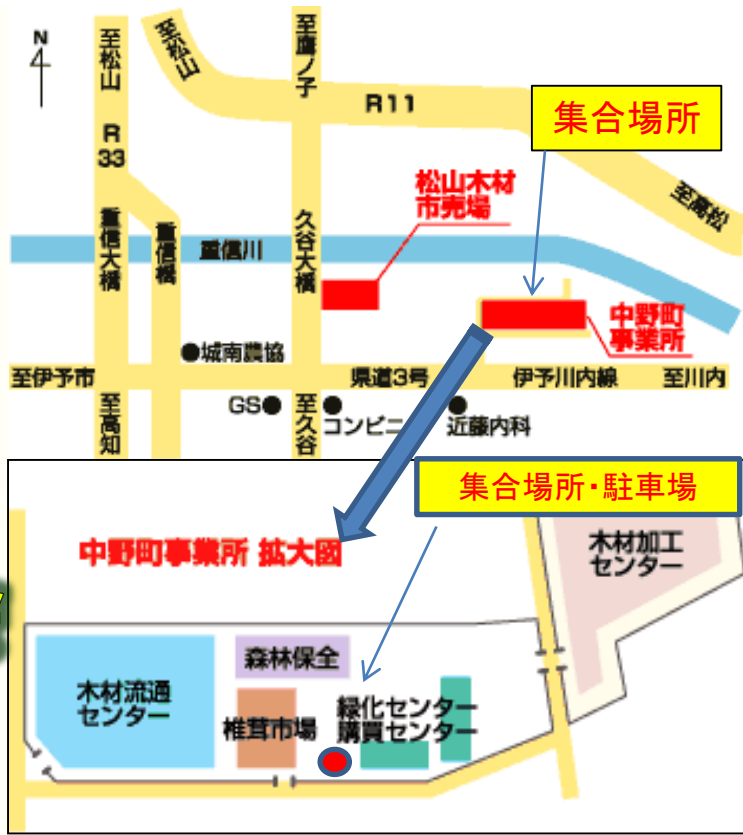 N
至松山
至松山
至鷹ノ子
R11
R
33
集合場所
松山木材
市売場
至高松
重信大橋
重信橋
重信川
久谷大橋
中野町
事業所
城南農協
至伊予市
県道3号
伊予川内線
至川内
至高知
GS
至久谷
コンビニ
近藤内科
集合場所・駐車場
中野町事業所 拡大図
木材加工
センター
森林保全
木材流通
センター
椎茸市場
緑化センター
購買センター